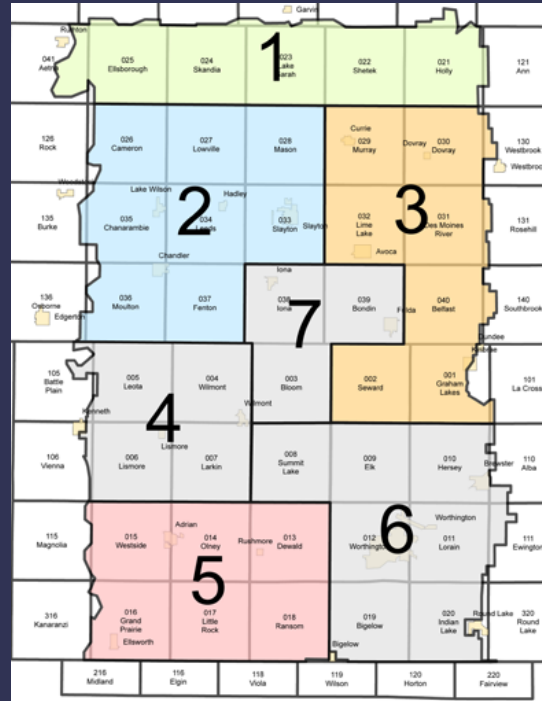 Garvin
Ruthton
041
Aetna
025
Ellsborough
024
Skandia
023
Lake
Sarah
022
Shetek
021
Holly
121
Ann
1
126
Rock
026
Cameron
027
Lowville
028
Mason
Currie
029
Murray
Dovray
030
Dovray
130
Westbrook
Westbrook
Lake Wilson
Hadley
2
3
135
Burke
035
Chanarambie
034
Leeds
033
Slayton
Slayton
032
Lime
Lake
031
Des Moines
River
131
Rosehill
Chandler
Avoca
Iona
136
Osborne
Edgerton
036
Moulton
037
Fenton
038
Iona
039
Bondin
Fulda
040
Belfast
140
Southbrook
7
Dundee
Kinbrae
105
Battle
Plain
005
Leota
004
Wilmont
003
Bloom
002
Seward
001
Graham
Lakes
101
La Cross
Kenneth
Wilmont
4
Lismore
106
Vienna
006
Lismore
007
Larkin
008
Summit
Lake
009
Elk
010
Hersey
Brewster
110
Alba
Worthington
115
Magnolia
015
Westside
Adrian
014
Olney
Rushmore
013
Dewald
012
Worthington
011
Lorain
111
Ewington
6
5
316
Kanaranzi
016
Grand
Prairie
Ellsworth
017
Little
Rock
018
Ransom
019
Bigelow
020
Indian
Lake
Round Lake
320
Round
Lake
Bigelow
216
Midland
116
Elgin
118
Viola
119
Wilson
120
Horton
220
Fairview